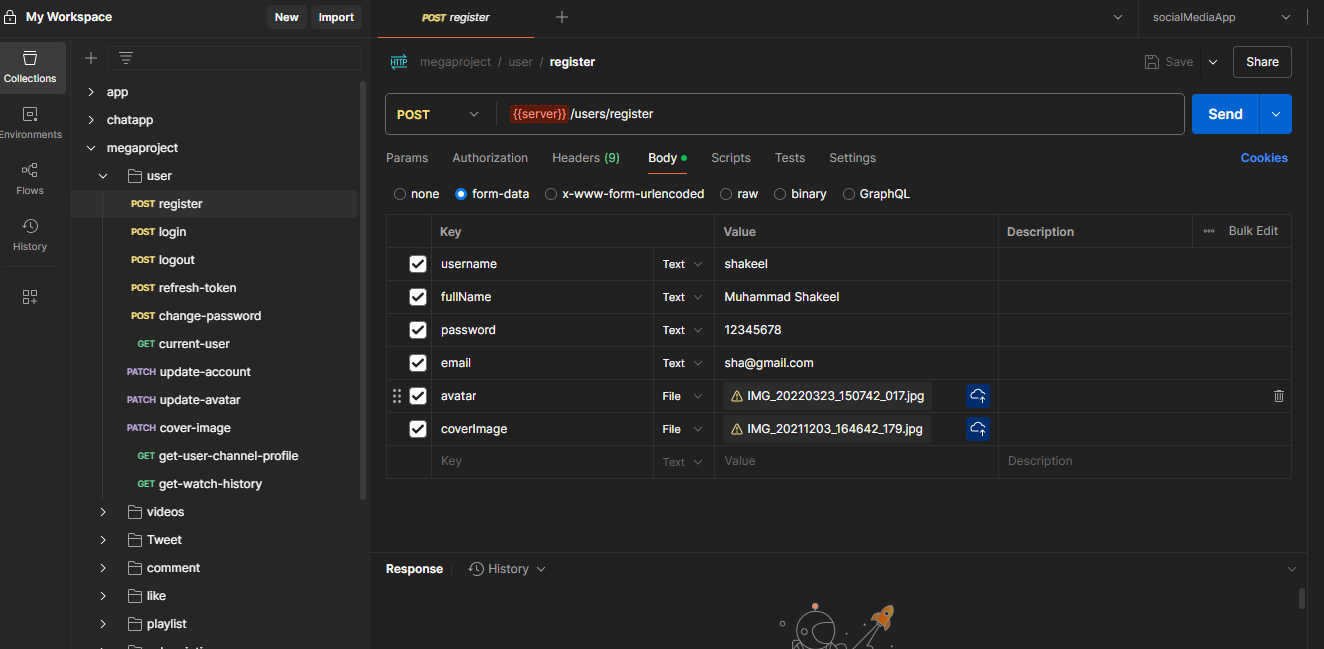 My Workspace New Import POST register socialMediaApp
Collections
Environments
Flows
History
app
chatapp
megaproject
user
POST register
POST login
POST logout
POST refresh-token
POST change-password
GET current-user
PATCH update-account
PATCH update-avatar
PATCH cover-image
GET get-user-channel-profile
GET get-watch-history
videos
Tweet
comment
like
playlist
HTTP megaproject / user / register Save Share
POST {{server}}/users/register Send
Params Authorization Headers (9) Body Scripts Tests Settings Cookies
none form-data x-www-form-urlencoded raw binary GraphQL
Key Value Description Bulk Edit
username Text shakeel
fullName Text Muhammad Shakeel
password Text 12345678
email Text sha@gmail.com
avatar File IMG_20220323_150742_017.jpg
coverImage File IMG_20211203_164642_179.jpg
Key Text Value Description
Response History